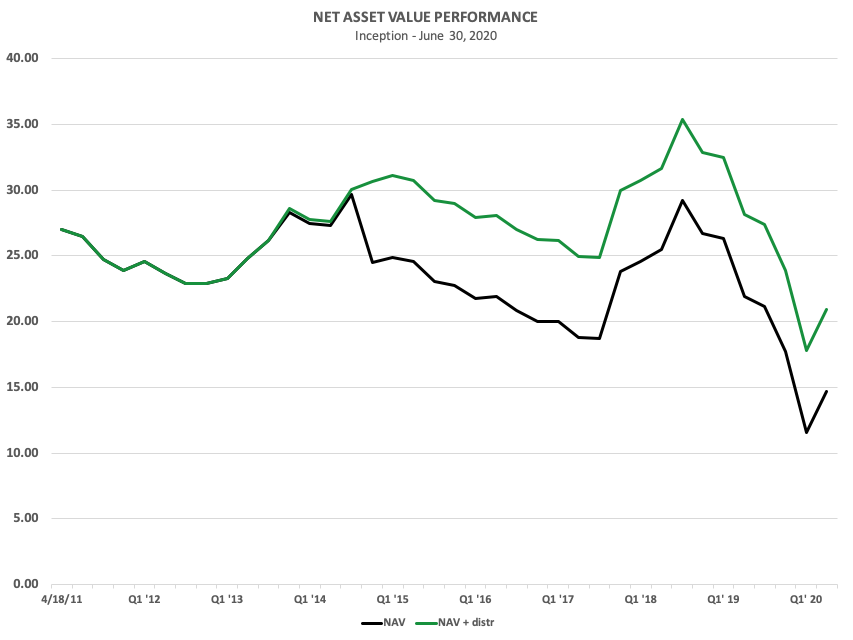 NET ASSET VALUE PERFORMANCE
Inception - June 30, 2020
40.00
35.00
30.00
25.00
20.00
15.00
10.00
5.00
0.00
4/18/11 Q1 '12 Q1 '13 Q1 '14 Q1 '15 Q1 '16 Q1 '17 Q1 '18 Q1 '19 Q1' 20
NAV NAV + distr